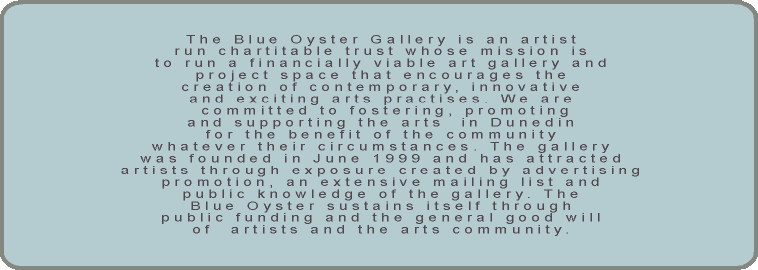 The Blue Oyster Gallery is an artist
run chartitable trust whose mission is
to run a financially viable art gallery and
project space that encourages the
creation of contemporary, innovative
and exciting arts practises. We are
committed to fostering, promoting
and supporting the arts  in Dunedin
for the benefit of the community
whatever their circumstances. The gallery
was founded in June 1999 and has attracted
artists through exposure created by advertising
promotion, an extensive mailing list and
public knowledge of the gallery. The
Blue Oyster sustains itself through
public funding and the general good will
of  artists and the arts community.